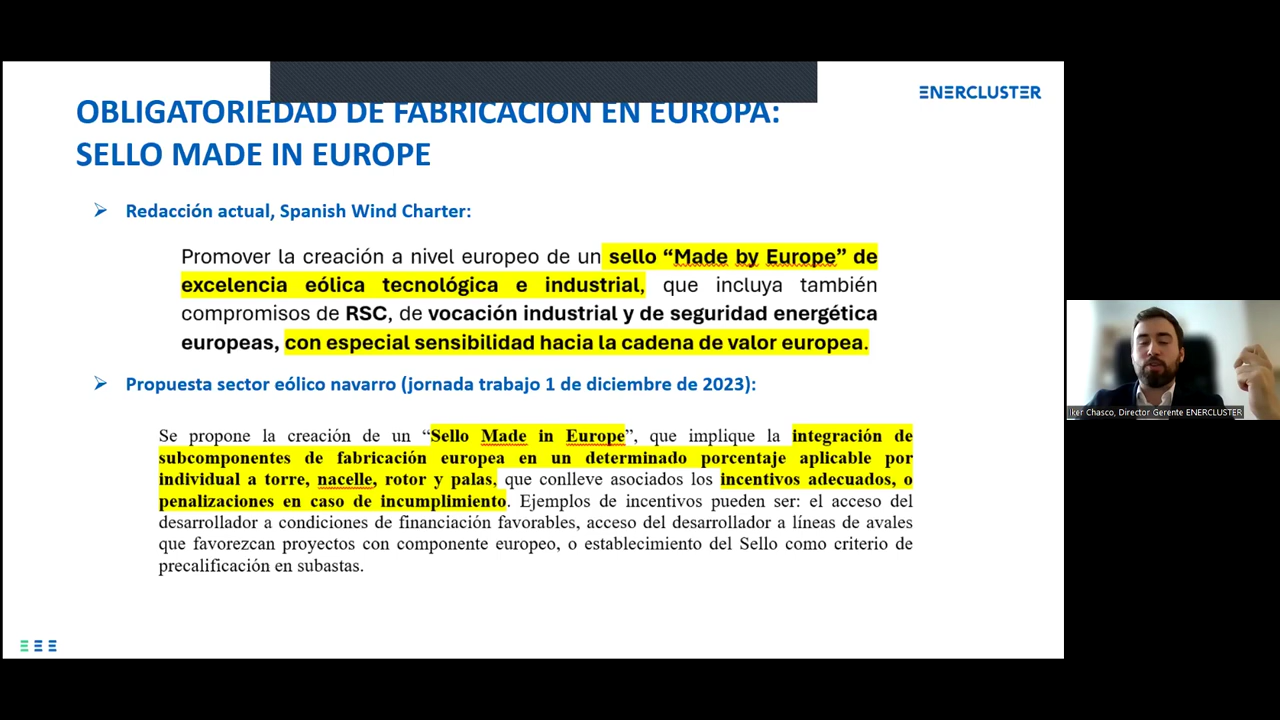 OBLIGATORIEDAD DE FABRICACIÓN EN EUROPA:
SELLO MADE IN EUROPE
ENERCLUSTER
Redacción actual, Spanish Wind Charter:
Promover la creación a nivel europeo de un sello “Made by Europe” de
excelencia eólica tecnológica e industrial, que incluya también
compromisos de RSC, de vocación industrial y de seguridad energética
europeas, con especial sensibilidad hacia la cadena de valor europea.
Propuesta sector eólico navarro (jornada trabajo 1 de diciembre de 2023):
Se propone la creación de un “Sello Made in Europe”, que implique la integración de
subcomponentes de fabricación europea en un determinado porcentaje aplicable por
individual a torre, nacelle, rotor y palas, que conlleve asociados los incentivos adecuados, o
penalizaciones en caso de incumplimiento. Ejemplos de incentivos pueden ser: el acceso del
desarrollador a condiciones de financiación favorables, acceso del desarrollador a líneas de avales
que favorezcan proyectos con componente europeo, o establecimiento del Sello como criterio de
precalificación en subastas.
Iker Chasco, Director Gerente ENERCLUSTER